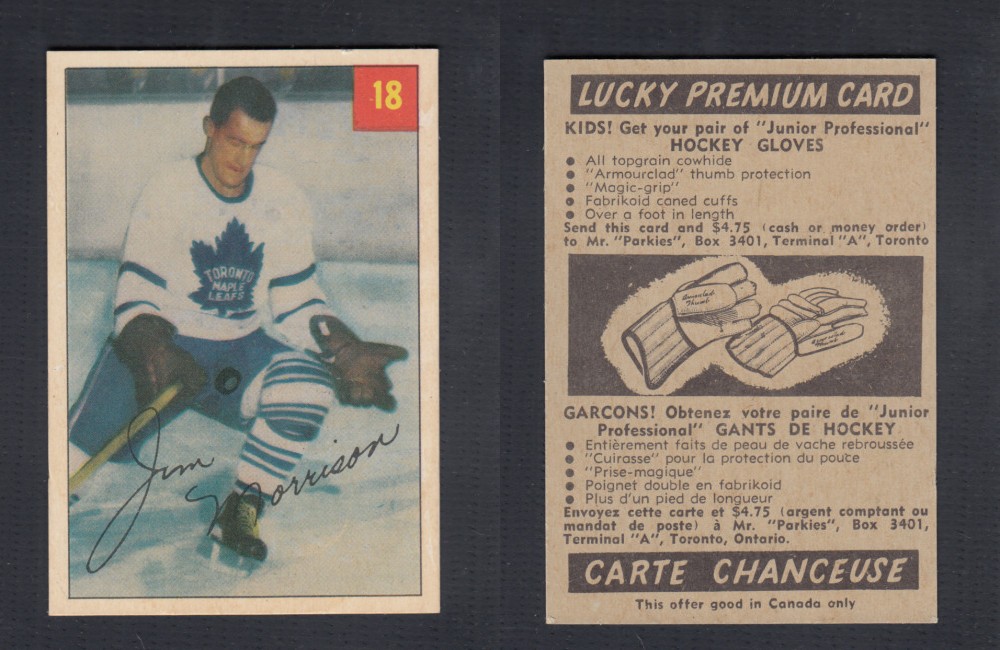 18
TORONTO
MAPLE
LEAFS
Jim
Morrison
LUCKY PREMIUM CARD
KIDS! Get your pair of "Junior Professional"
HOCKEY GLOVES
● All topgrain cowhide
● "Armourclad" thumb protection
● "Magic-grip"
● Fabrikoid caned cuffs
● Over a foot in length
Send this card and $4.75 (cash or money order)
to Mr. "Parkies", Box 3401, Terminal "A", Toronto
Armorclad
Thumb
GARCONS! Obtenez votre paire de "Junior
Professional" GANTS DE HOCKEY
● Entièrement faits de peau de vache rebroussée
● "Cuirasse" pour la protection du pouce
● "Prise-magique"
● Poignet double en fabrikoid
● Plus d'un pied de longueur
Envoyez cette carte et $4.75 (argent comptant ou
mandat de poste) à Mr. "Parkies", Box 3401,
Terminal "A", Toronto, Ontario.
CARTE CHANCEUSE
This offer good in Canada only